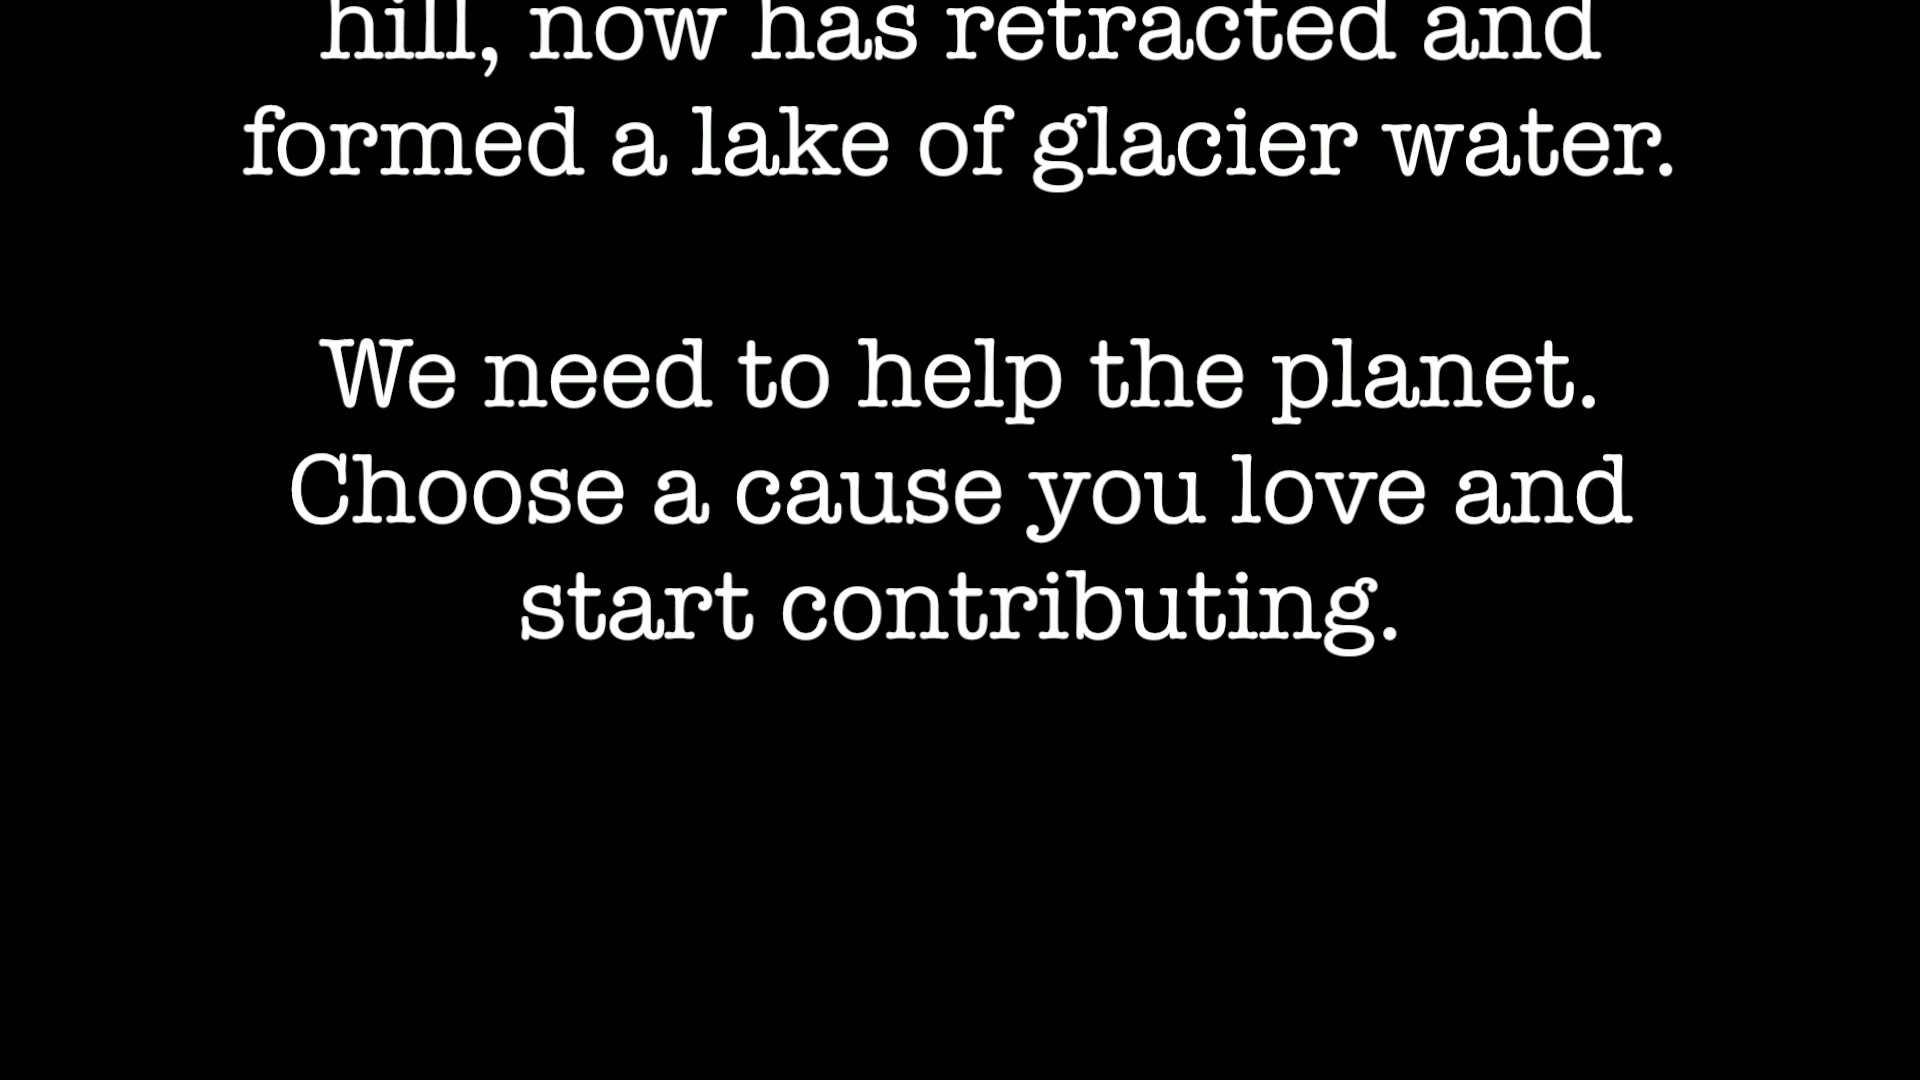 hill, now has retracted and
formed a lake of glacier water.
We need to help the planet.
Choose a cause you love and
start contributing.